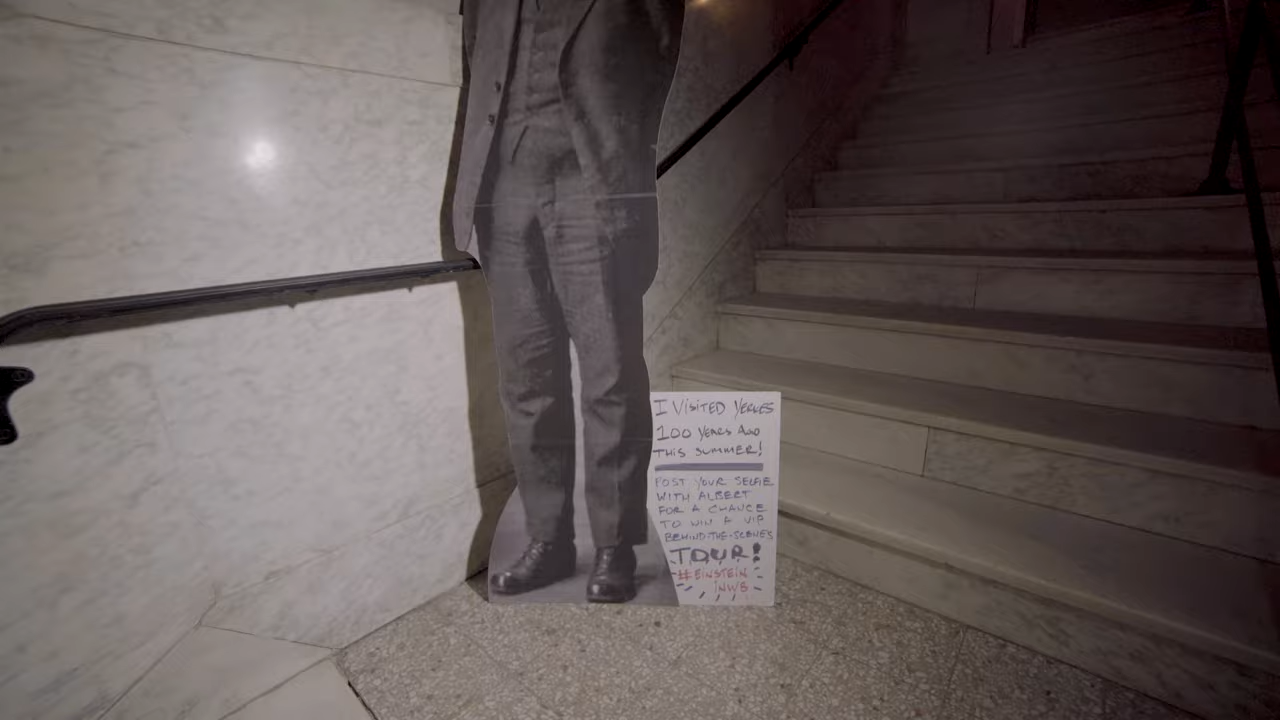 I VISITED YERKES
100 YEARS AGO
THIS SUMMER!
POST YOUR SELFIE
WITH ALBERT
FOR A CHANCE
TO WIN A VIP
BEHIND-THE-SCENES
TOUR!
#EINSTEIN
INWB